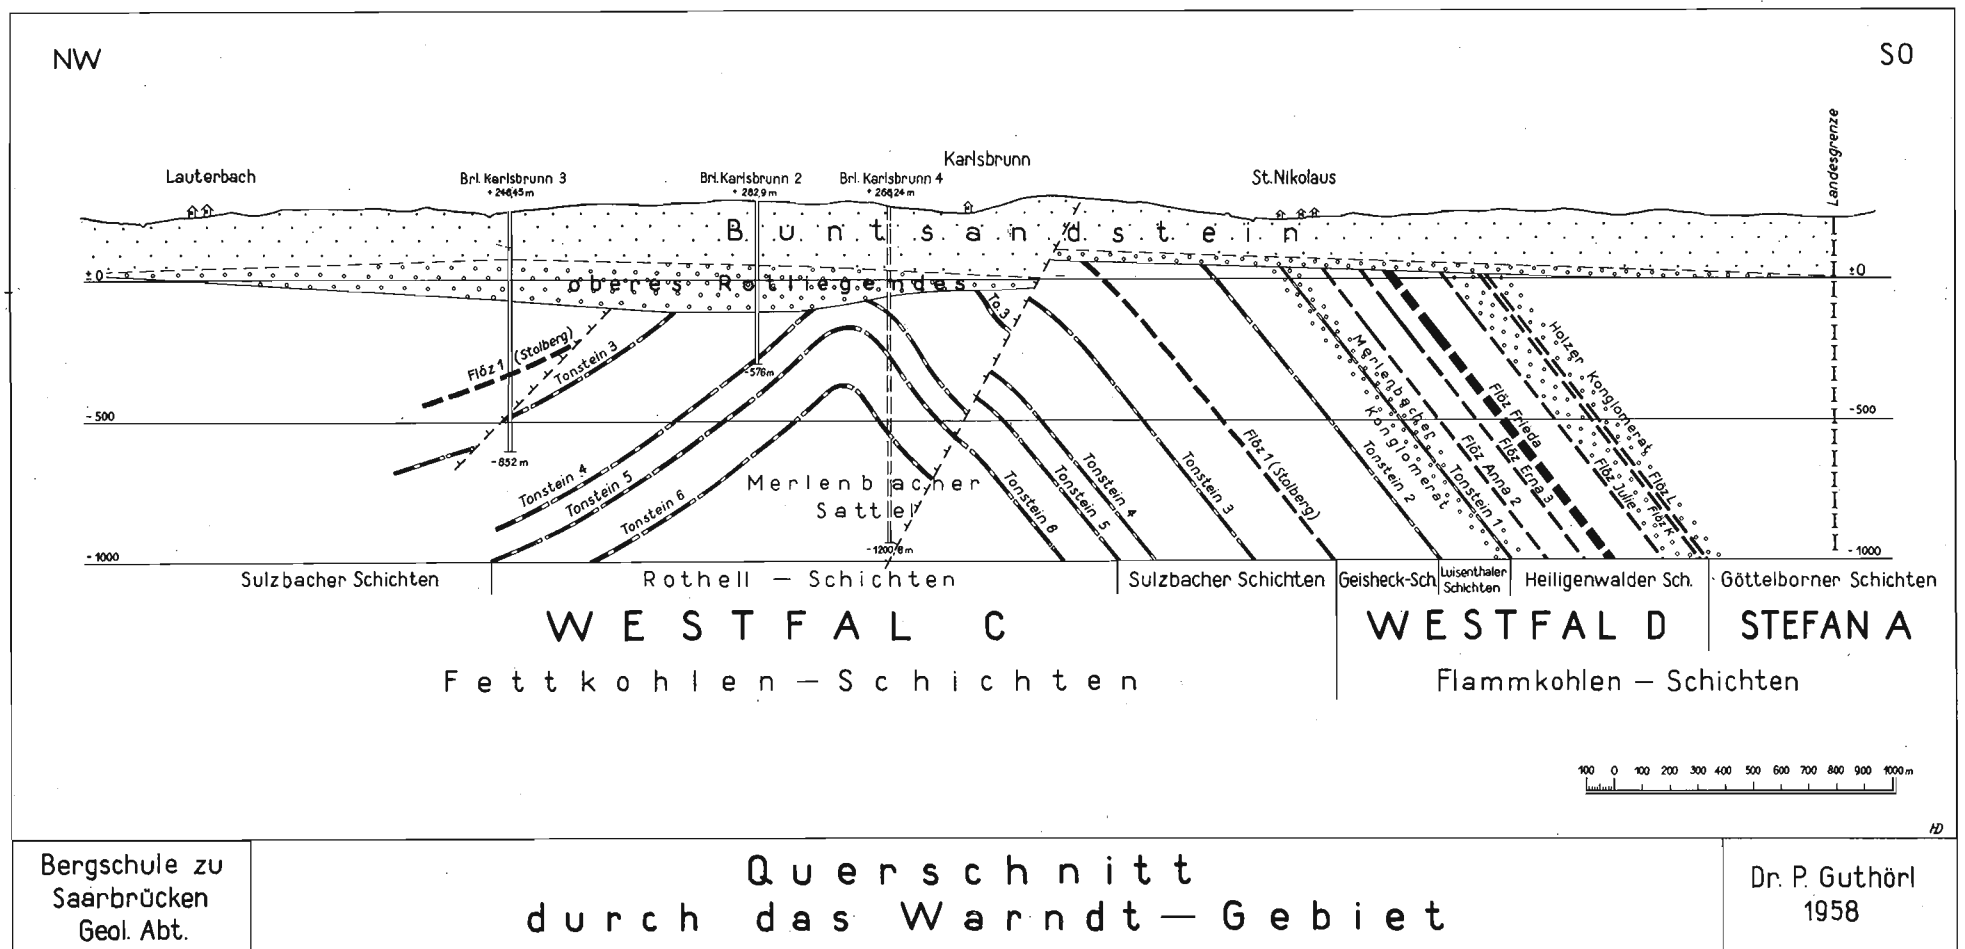 NW
SO
Landesgrenze
Lauterbach
Brl. Karlsbrunn 3
Brl. Karlsbrunn 2
+ 282,9 m
Brl. Karlsbrunn 4
Karlsbrunn
St. Nikolaus
Buntsandstein
±0
±0
oberes Rotliegendes
To.3
Flöz 1 (Stolberg)
Tonstein 3
-576m
-500
-500
-852 m
Holzer Konglomerat
Merlenbacher Konglomerat
Flöz Frieda
Flöz 1 (Stolberg)
Tonstein 4
Tonstein 5
Tonstein 6
Merlenbacher
Sattel
Tonstein 6
Tonstein 5
Tonstein 4
Tonstein 3
Tonstein 2
Tonstein 1
Flöz Anna 2
Flöz Erna 3
Flöz Julie
Flöz K
Flöz L
-1000
-1000
Sulzbacher Schichten
Rothell – Schichten
Sulzbacher Schichten
Geisheck-Sch.
Luisenthaler
Schichten
Heiligenwalder Sch.
Göttelborner Schichten
WESTFAL C
WESTFAL D
STEFAN A
Fettkohlen – Schichten
Flammkohlen – Schichten
100 0 100 200 300 400 500 600 700 800 900 1000 m
HD
Bergschule zu
Saarbrücken
Geol. Abt.
Querschnitt
durch das Warndt – Gebiet
Dr. P. Guthörl
1958